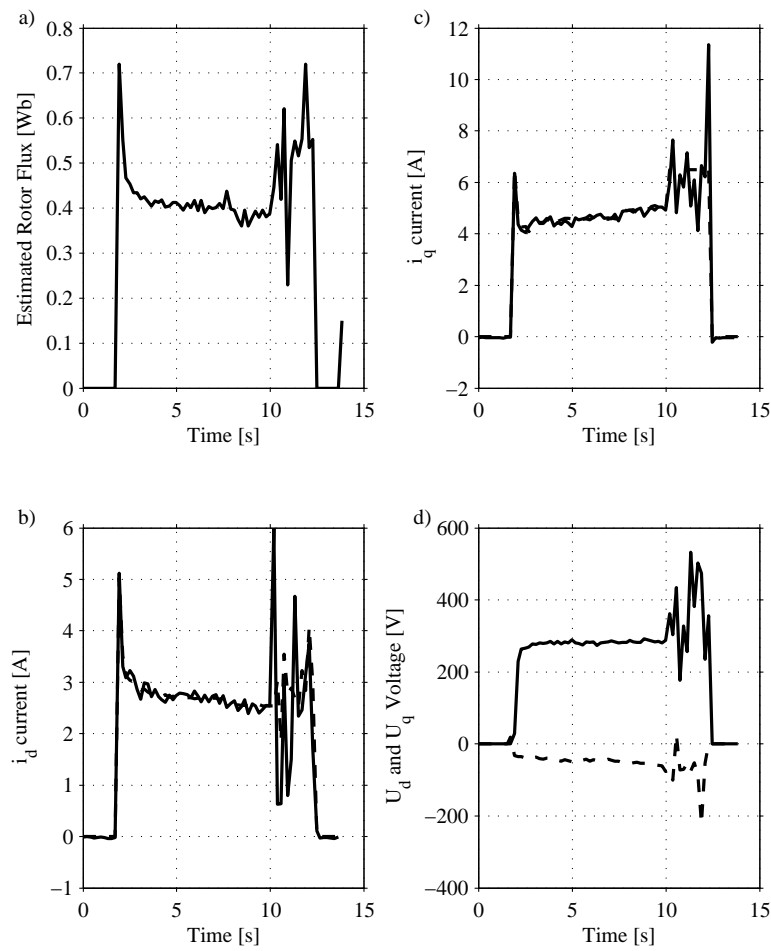 a)
Estimated Rotor Flux [Wb]
0.8
0.7
0.6
0.5
0.4
0.3
0.2
0.1
0
0 5 10 15
Time [s]
c)
i_q current [A]
12
10
8
6
4
2
0
−2
0 5 10 15
Time [s]
b)
i_d current [A]
6
5
4
3
2
1
0
−1
0 5 10 15
Time [s]
d)
U_d and U_q Voltage [V]
600
400
200
0
−200
−400
0 5 10 15
Time [s]